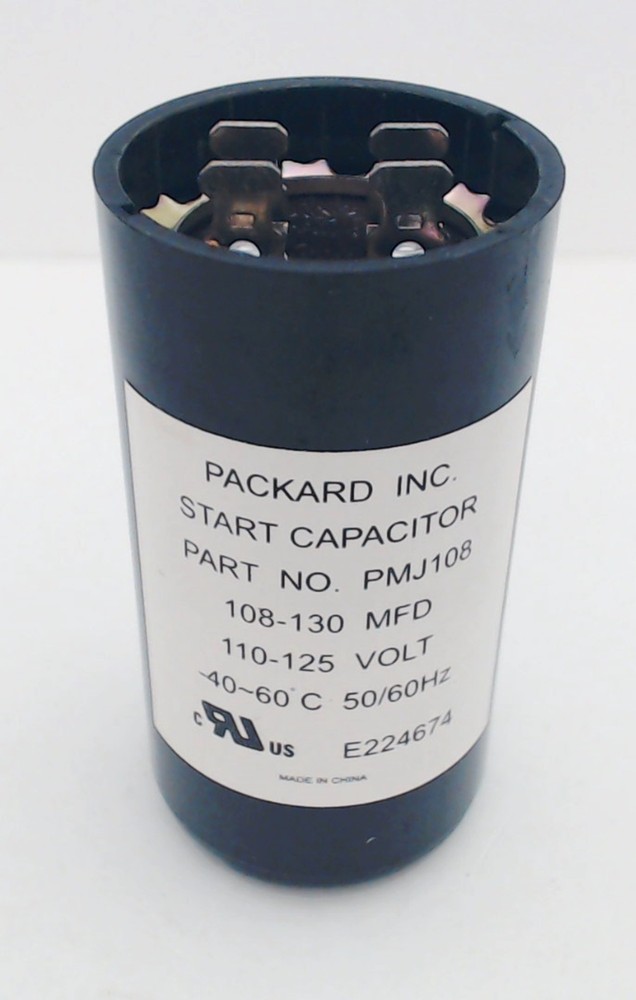 PACKARD INC.
START CAPACITOR
PART NO. PMJ108
108-130 MFD
110-125 VOLT
-40~60°C 50/60Hz
c RU US E224674
MADE IN CHINA